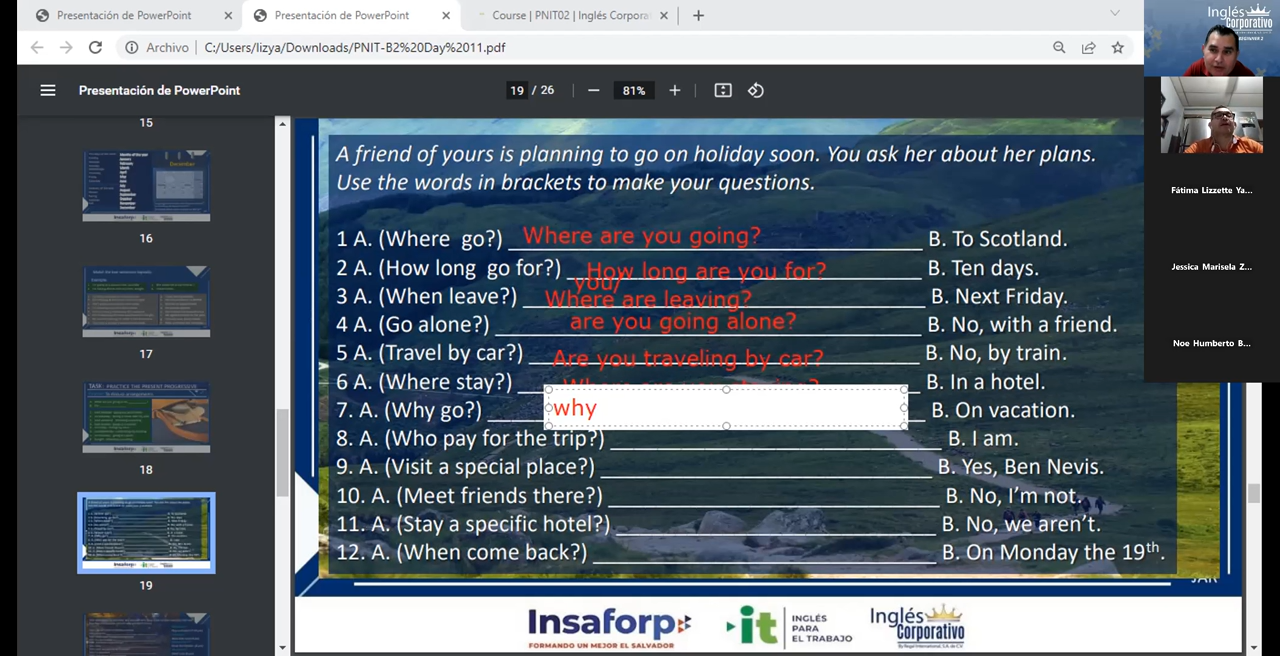 Presentación de PowerPoint
Presentación de PowerPoint
Course | PNIT02 | Inglés Corpora
Archivo C:/Users/lizya/Downloads/PNIT-B2%20Day%2011.pdf
Presentación de PowerPoint
19 / 26
81%
Inglés
Corporativo
BEGINNER 2
Fátima Lizzette Ya...
Jessica Marisela Z...
Noe Humberto B...
15
16
17
TASK: PRACTICE THE PRESENT PROGRESSIVE
18
19
A friend of yours is planning to go on holiday soon. You ask her about her plans.
Use the words in brackets to make your questions.
1 A. (Where go?) Where are you going? B. To Scotland.
2 A. (How long go for?) How long are you for? B. Ten days.
you/
3 A. (When leave?) Where are leaving? B. Next Friday.
4 A. (Go alone?) are you going alone? B. No, with a friend.
5 A. (Travel by car?) Are you traveling by car? B. No, by train.
6 A. (Where stay?) B. In a hotel.
7. A. (Why go?) why B. On vacation.
8. A. (Who pay for the trip?) B. I am.
9. A. (Visit a special place?) B. Yes, Ben Nevis.
10. A. (Meet friends there?) B. No, I’m not.
11. A. (Stay a specific hotel?) B. No, we aren’t.
12. A. (When come back?) B. On Monday the 19th.
JAR
Insaforp
FORMANDO UN MEJOR EL SALVADOR
it
INGLÉS
PARA
EL TRABAJO
Inglés
Corporativo